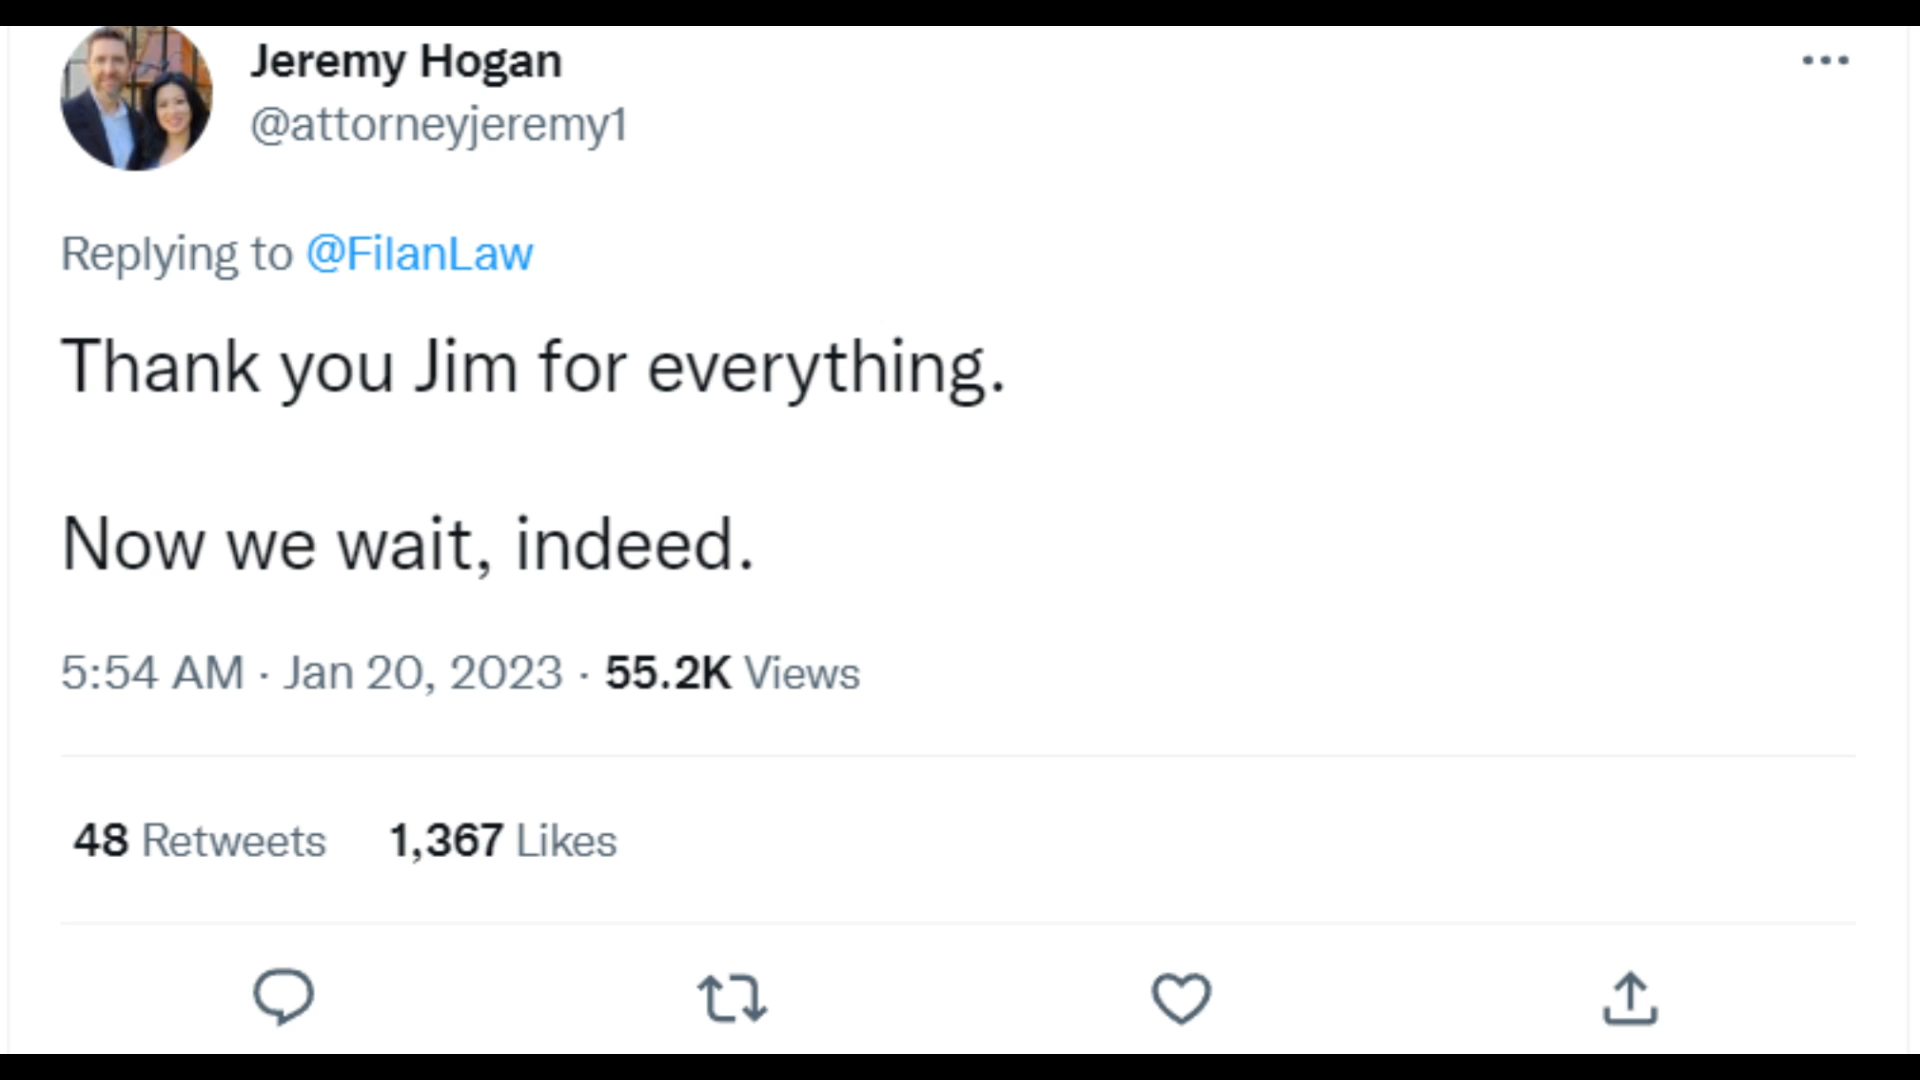 Jeremy Hogan
@attorneyjeremy1
Replying to @FilanLaw
Thank you Jim for everything.
Now we wait, indeed.
5:54 AM · Jan 20, 2023 · 55.2K Views
48 Retweets 1,367 Likes